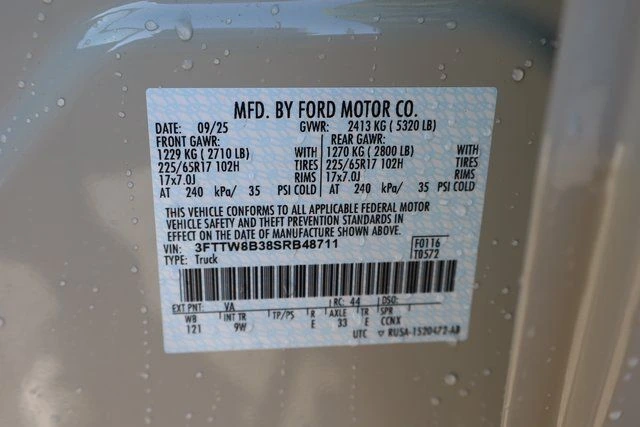 MFD. BY FORD MOTOR CO.
DATE: 09/25 GVWR: 2413 KG ( 5320 LB)
FRONT GAWR: REAR GAWR:
1229 KG ( 2710 LB) WITH 1270 KG ( 2800 LB) WITH
225/65R17 102H TIRES 225/65R17 102H TIRES
17x7.0J RIMS 17x7.0J RIMS
AT 240 kPa/ 35 PSI COLD AT 240 kPa/ 35 PSI COLD
THIS VEHICLE CONFORMS TO ALL APPLICABLE FEDERAL MOTOR
VEHICLE SAFETY AND THEFT PREVENTION STANDARDS IN
EFFECT ON THE DATE OF MANUFACTURE SHOWN ABOVE.
VIN: 3FTTW8B38SRB48711 F0116
TYPE: Truck T0572
EXT PNT: VA RC: 44 DSO:
WB INT TR TP/PS R AXLE TR SPR
121 9W E 33 E CCNX
UTC RUSA-1520472-AB